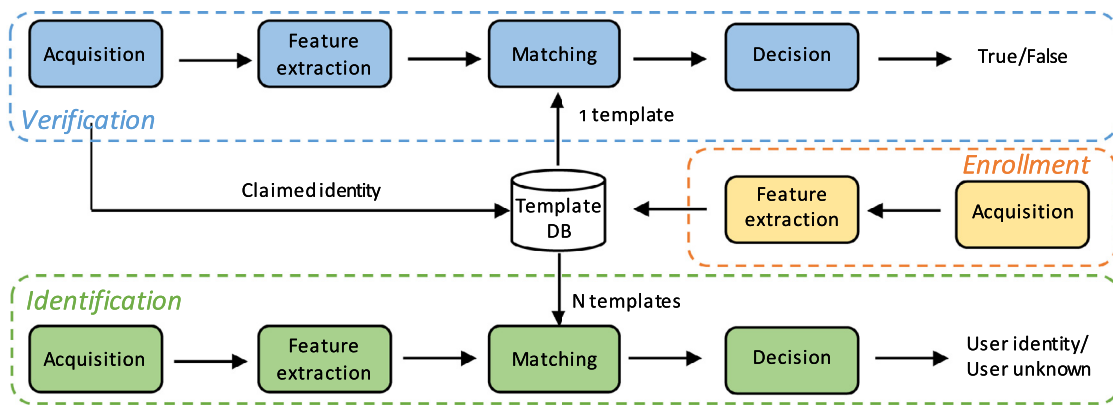 Acquisition
Feature
extraction
Matching
Decision
True/False
Verification
1 template
Claimed identity
Template
DB
Enrollment
Feature
extraction
Acquisition
Identification
N templates
Acquisition
Feature
extraction
Matching
Decision
User identity/
User unknown